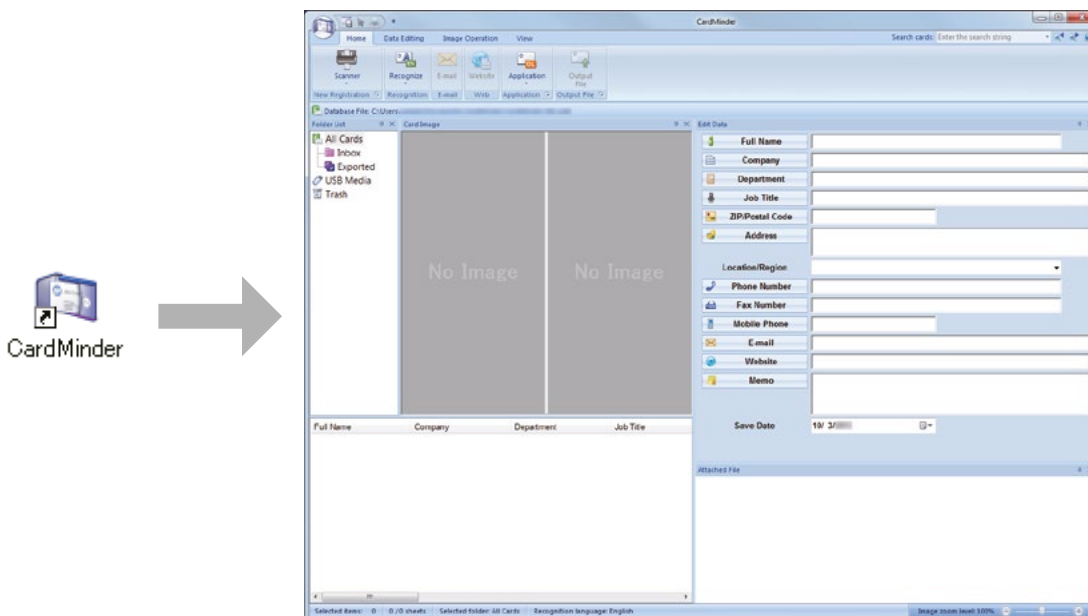 CardMinder
CardMinder
Home Data Editing Image Operation View
Search cards: Enter the search string
Scanner Recognize E-mail Website Application Output File
New Registration Recognition E-mail Web Application Output File
Database File: C:\Users
Folder List Card Image Edit Data
All Cards
Inbox
Exported
USB Media
Trash
No Image No Image
Full Name
Company
Department
Job Title
ZIP/Postal Code
Address
Location/Region
Phone Number
Fax Number
Mobile Phone
E-mail
Website
Memo
Save Date 10/ 3/
Full Name Company Department Job Title
Attached File
Selected items: 0 0 /0 sheets Selected folder: All Cards Recognition language: English Image zoom level: 100%